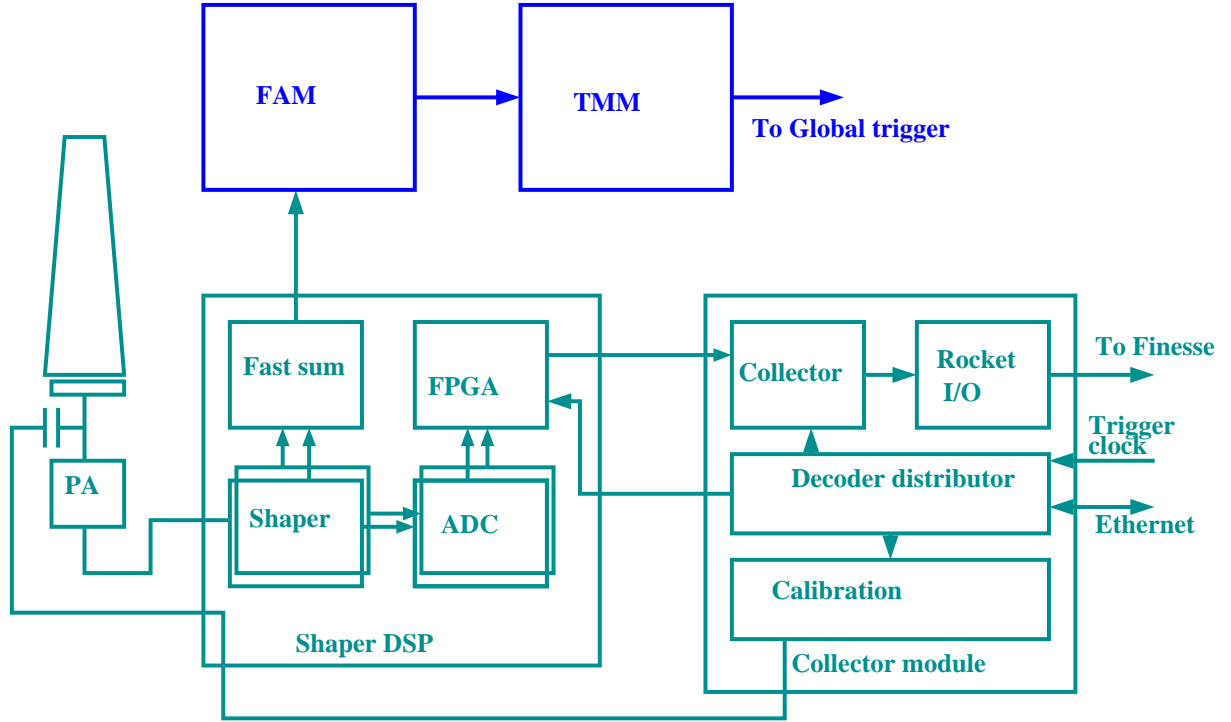 FAM
TMM
To Global trigger
Fast sum
FPGA
Collector
Rocket
I/O
To Finesse
Trigger
clock
PA
Shaper
ADC
Decoder distributor
Ethernet
Calibration
Shaper DSP
Collector module